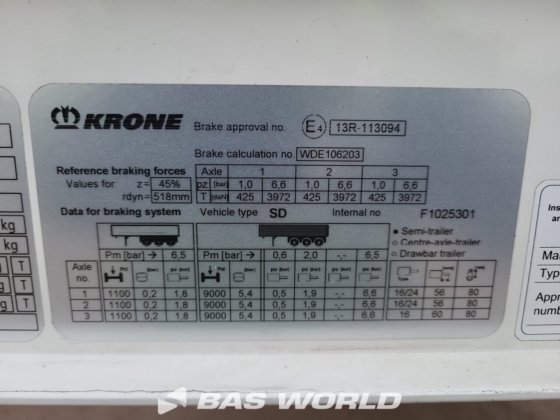 KRONE
Brake approval no. E4 13R-113094
Brake calculation no. WDE106203
Reference braking forces Axle 1 2 3
Values for z= 45% pz [bar] 1,0 6,6 1,0 6,6 1,0 6,6
rdyn= 518mm T [daN] 425 3972 425 3972 425 3972
Data for braking system Vehicle type SD Internal no F1025301
• Semi-trailer
○ Centre-axle-trailer
○ Drawbar trailer
Pm [bar] → 6,5 Pm [bar] → 0,6 2,0 -,- 6,5
Axle no.
1 1100 0,2 1,8 9000 5,4 0,5 1,9 -,- 6,6 16/24 56 80
2 1100 0,2 1,8 9000 5,4 0,5 1,9 -,- 6,6 16/24 56 80
3 1100 0,2 1,8 9000 5,4 0,5 1,9 -,- 6,6 16 60 80
kg
kg
T
T
T
Ma
Type
Appro
numb
BAS WORLD